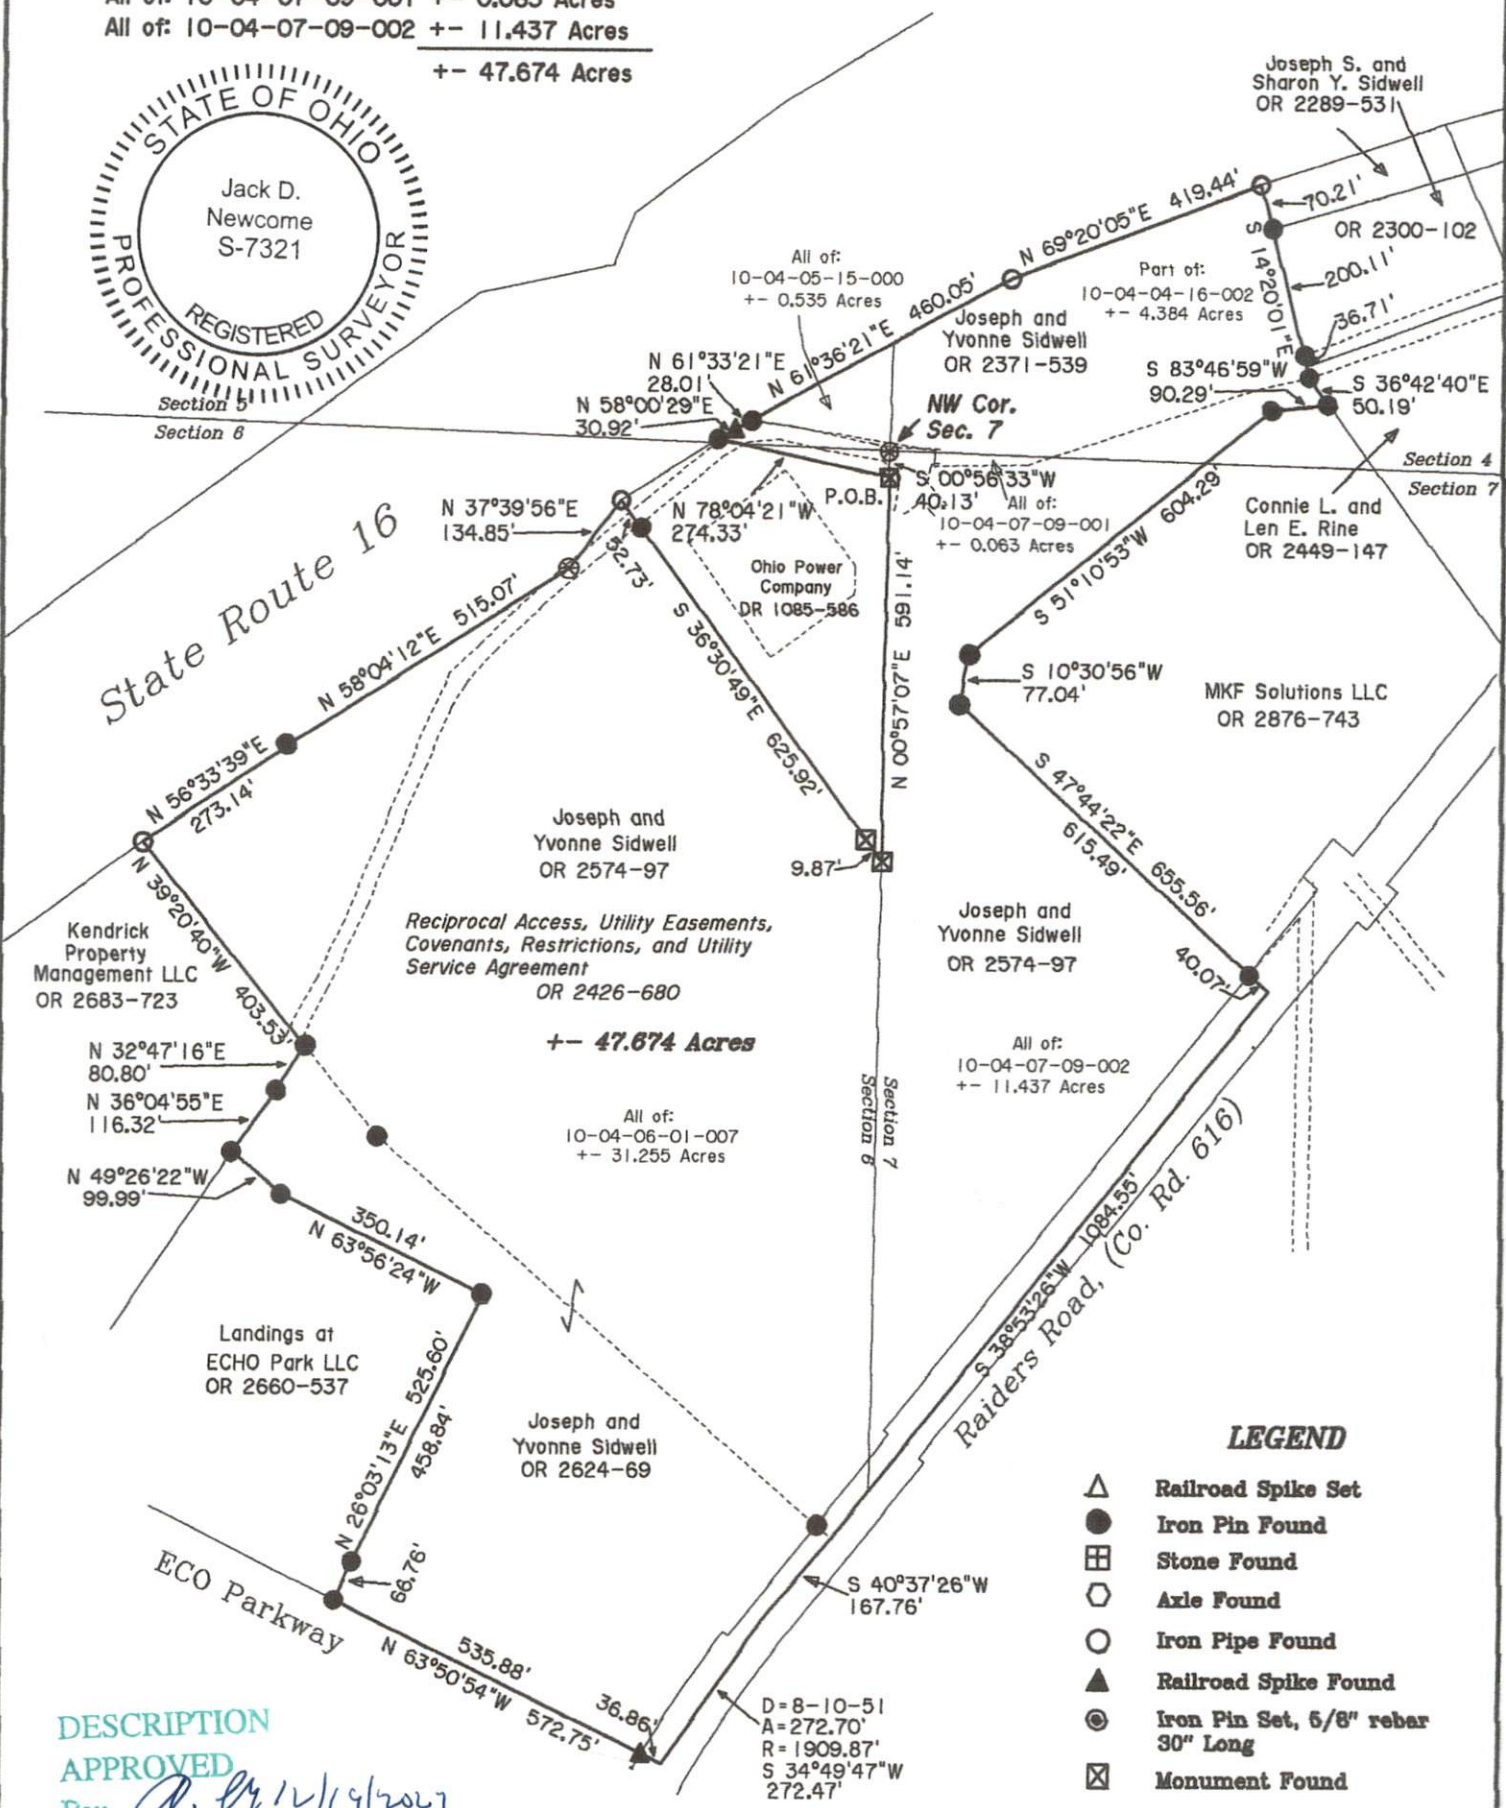 All of: 10-04-07-09-001 +- 0.063 Acres
All of: 10-04-07-09-002 +- 11.437 Acres
+- 47.674 Acres
STATE OF OHIO
Jack D.
Newcome
S-7321
REGISTERED
PROFESSIONAL SURVEYOR
Joseph S. and
Sharon Y. Sidwell
OR 2289-531
70.21'
OR 2300-102
S 14°20'01"E
200.11'
36.71'
N 69°20'05"E 419.44'
Part of:
10-04-04-16-002
+- 4.384 Acres
All of:
10-04-05-15-000
+- 0.535 Acres
N 61°36'21"E 460.05'
Joseph and
Yvonne Sidwell
OR 2371-539
S 83°46'59"W
90.29'
S 36°42'40"E
50.19'
N 61°33'21"E
28.01'
N 58°00'29"E
30.92'
NW Cor.
Sec. 7
Section 5
Section 6
Section 4
Section 7
S 00°56'33"W
40.13'
P.O.B.
All of:
10-04-07-09-001
+- 0.063 Acres
Connie L. and
Len E. Rine
OR 2449-147
N 37°39'56"E
134.85'
52.73'
N 78°04'21"W
274.33'
Ohio Power
Company
DR 1085-586
S 51°10'53"W 604.29'
State Route 16
N 58°04'12"E 515.07'
S 36°30'49"E 625.92'
N 00°57'07"E 591.14'
S 10°30'56"W
77.04'
MKF Solutions LLC
OR 2876-743
N 56°33'39"E
273.14'
S 47°44'22"E 655.56'
615.49'
40.07'
Joseph and
Yvonne Sidwell
OR 2574-97
9.87'
N 39°20'40"W 403.53'
Kendrick
Property
Management LLC
OR 2683-723
Reciprocal Access, Utility Easements,
Covenants, Restrictions, and Utility
Service Agreement
OR 2426-680
Joseph and
Yvonne Sidwell
OR 2574-97
+- 47.674 Acres
N 32°47'16"E
80.80'
N 36°04'55"E
116.32'
All of:
10-04-07-09-002
+- 11.437 Acres
Section 7
Section 6
All of:
10-04-06-01-007
+- 31.255 Acres
N 49°26'22"W
99.99'
350.14'
N 63°56'24"W
S 38°53'26"W 1084.55'
Raiders Road, (Co. Rd. 616)
Landings at
ECHO Park LLC
OR 2660-537
N 26°03'13"E 525.60'
458.84'
66.76'
Joseph and
Yvonne Sidwell
OR 2624-69
ECO Parkway
S 40°37'26"W
167.76'
535.88'
N 63°50'54"W 572.75'
36.86'
D=8-10-51
A=272.70'
R=1909.87'
S 34°49'47"W
272.47'
LEGEND
Railroad Spike Set
Iron Pin Found
Stone Found
Axle Found
Iron Pipe Found
Railroad Spike Found
Iron Pin Set, 5/8" rebar
30" Long
Monument Found
DESCRIPTION
APPROVED